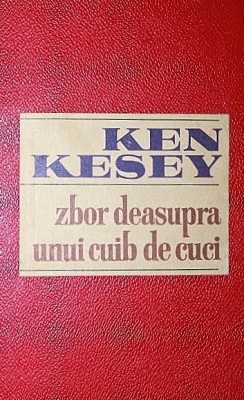 KEN
KESEY
zbor deasupra
unui cuib de cuci